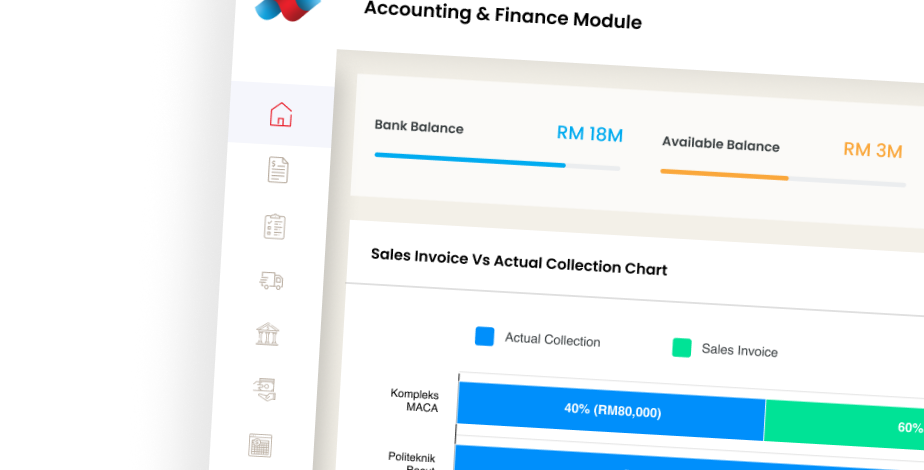 Accounting & Finance Module
Bank Balance
RM 18M
Available Balance
RM 3M
Sales Invoice Vs Actual Collection Chart
Actual Collection
Sales Invoice
Kompleks
MACA
40% (RM80,000)
60%
Politeknik